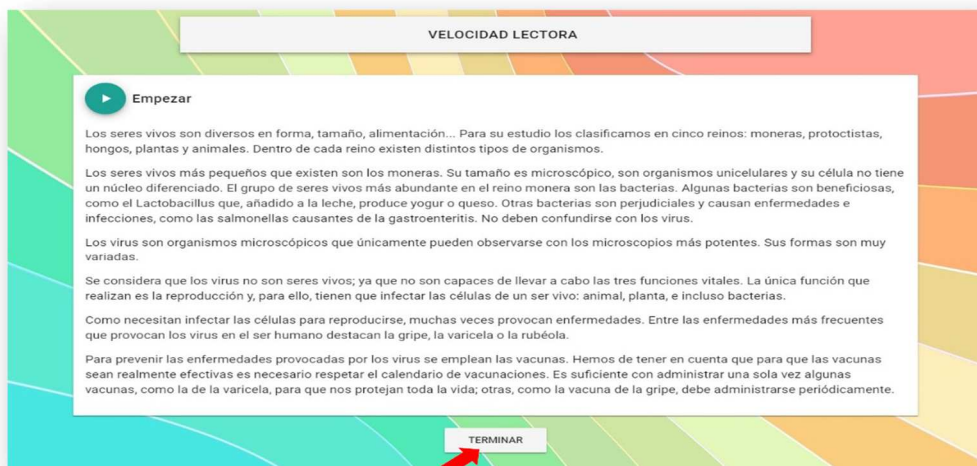 VELOCIDAD LECTORA
Empezar
Los seres vivos son diversos en forma, tamaño, alimentación... Para su estudio los clasificamos en cinco reinos: moneras, protoctistas,
hongos, plantas y animales. Dentro de cada reino existen distintos tipos de organismos.
Los seres vivos más pequeños que existen son los moneras. Su tamaño es microscópico, son organismos unicelulares y su célula no tiene
un núcleo diferenciado. El grupo de seres vivos más abundante en el reino monera son las bacterias. Algunas bacterias son beneficiosas,
como el Lactobacillus que, añadido a la leche, produce yogur o queso. Otras bacterias son perjudiciales y causan enfermedades e
infecciones, como las salmonellas causantes de la gastroenteritis. No deben confundirse con los virus.
Los virus son organismos microscópicos que únicamente pueden observarse con los microscopios más potentes. Sus formas son muy
variadas.
Se considera que los virus no son seres vivos; ya que no son capaces de llevar a cabo las tres funciones vitales. La única función que
realizan es la reproducción y, para ello, tienen que infectar las células de un ser vivo: animal, planta, e incluso bacterias.
Como necesitan infectar las células para reproducirse, muchas veces provocan enfermedades. Entre las enfermedades más frecuentes
que provocan los virus en el ser humano destacan la gripe, la varicela o la rubéola.
Para prevenir las enfermedades provocadas por los virus se emplean las vacunas. Hemos de tener en cuenta que para que las vacunas
sean realmente efectivas es necesario respetar el calendario de vacunaciones. Es suficiente con administrar una sola vez algunas
vacunas, como la de la varicela, para que nos protejan toda la vida; otras, como la vacuna de la gripe, debe administrarse periódicamente.
TERMINAR